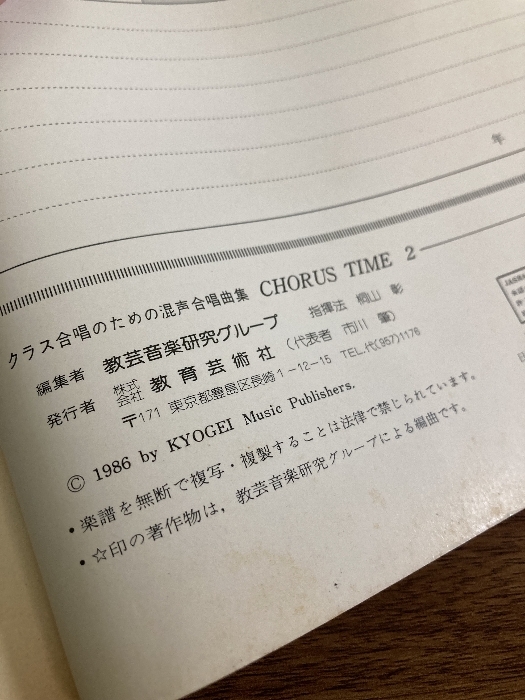 年
クラス合唱のための混声合唱曲集 CHORUS TIME 2
編集者 教芸音楽研究グループ 指揮法 桐山 彰
発行者 株式会社 教育芸術社 (代表者 市川 肇)
〒171 東京都豊島区長崎1-12-15 TEL.代(957)1176
© 1986 by KYOGEI Music Publishers.
•楽譜を無断で複写・複製することは法律で禁じられています。
•☆印の著作物は,教芸音楽研究グループによる編曲です。